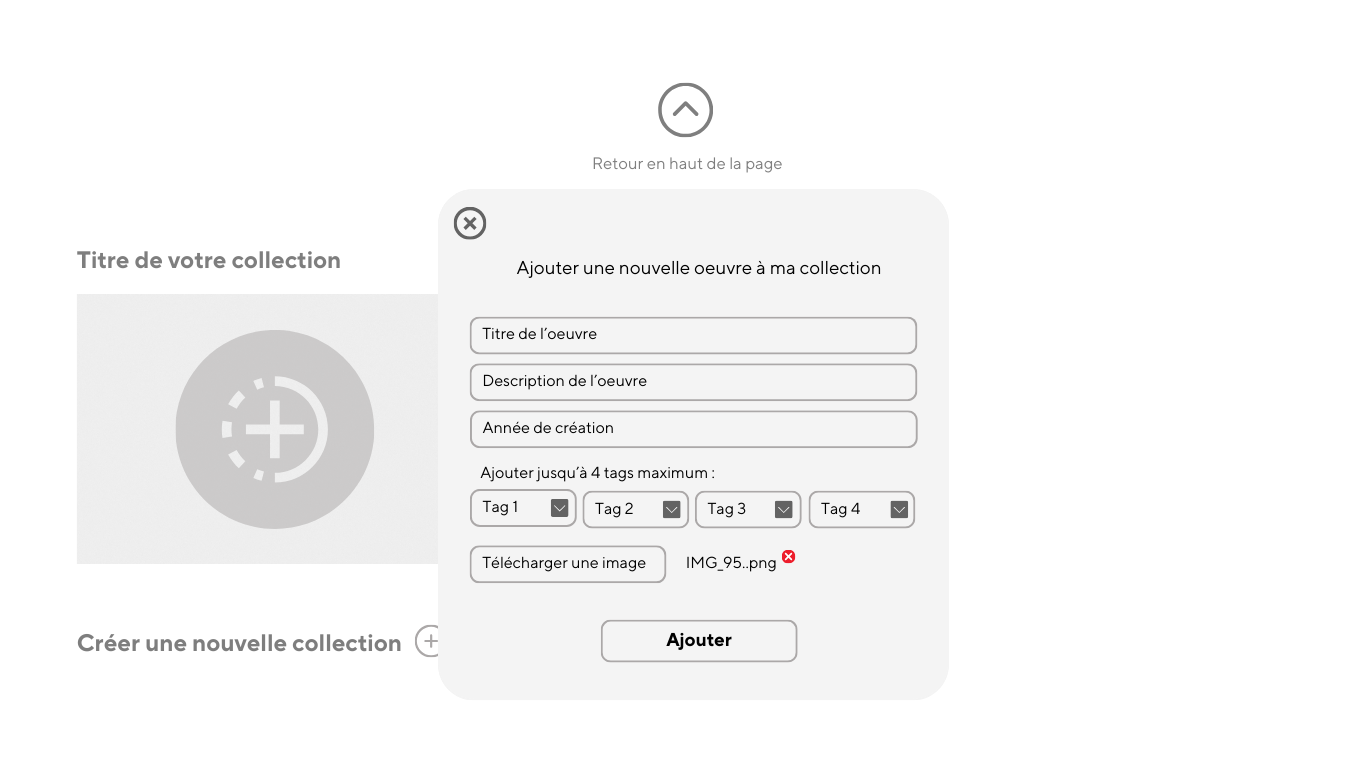 Retour en haut de la page
Titre de votre collection
Ajouter une nouvelle oeuvre à ma collection
Titre de l'oeuvre
Description de l'oeuvre
Année de création
Ajouter jusqu'à 4 tags maximum :
Tag 1 Tag 2 Tag 3 Tag 4
Télécharger une image IMG_95..png
Créer une nouvelle collection
Ajouter